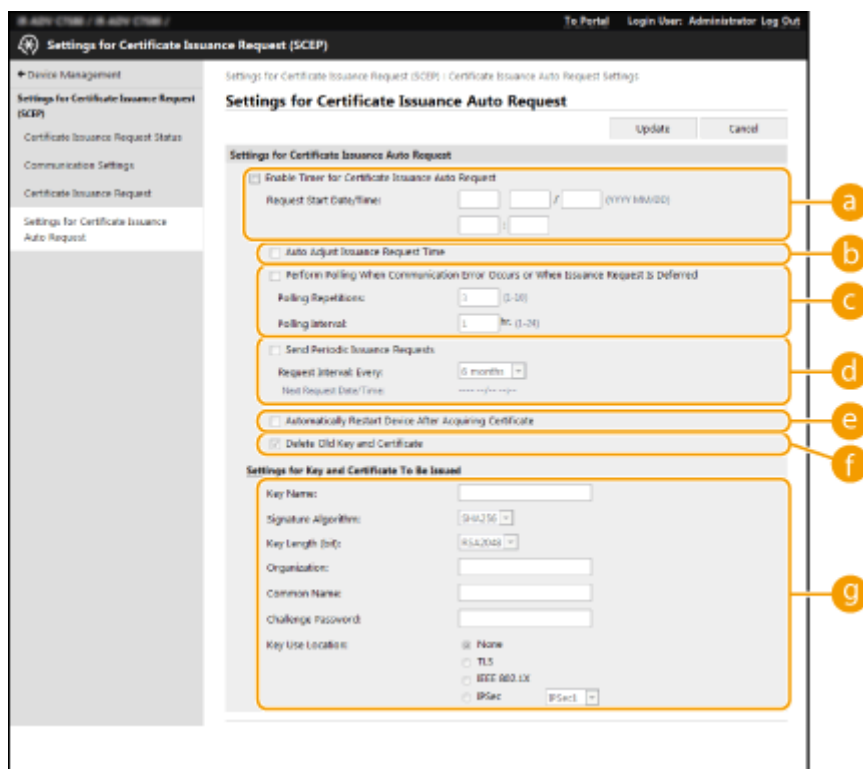 To Portal Login User: Administrator Log Out
Settings for Certificate Issuance Request (SCEP)
Device Management
Settings for Certificate Issuance Request (SCEP)
Certificate Issuance Request Status
Communication Settings
Certificate Issuance Request
Settings for Certificate Issuance
Auto Request
Settings for Certificate Issuance Request (SCEP) : Certificate Issuance Auto Request Settings
Settings for Certificate Issuance Auto Request
Update Cancel
Settings for Certificate Issuance Auto Request
Enable Timer for Certificate Issuance Auto Request
Request Start Date/Time: / (YYYY MM/DD)
:
a
Auto Adjust Issuance Request Time
b
Perform Polling When Communication Error Occurs or When Issuance Request Is Deferred
Polling Repetitions: (1-10)
Polling Interval: 1 hr. (1-24)
c
Send Periodic Issuance Requests
Request Interval: Every: 6 months
Next Request Date/Time: ---- --/-- --:--
d
Automatically Restart Device After Acquiring Certificate
e
Delete Old Key and Certificate
f
Settings for Key and Certificate To Be Issued
Key Name:
Signature Algorithm: SHA256
Key Length (bit): RSA2048
Organization:
Common Name:
Challenge Password:
Key Use Location: None
TLS
IEEE 802.1X
IPSec IPSec1
g